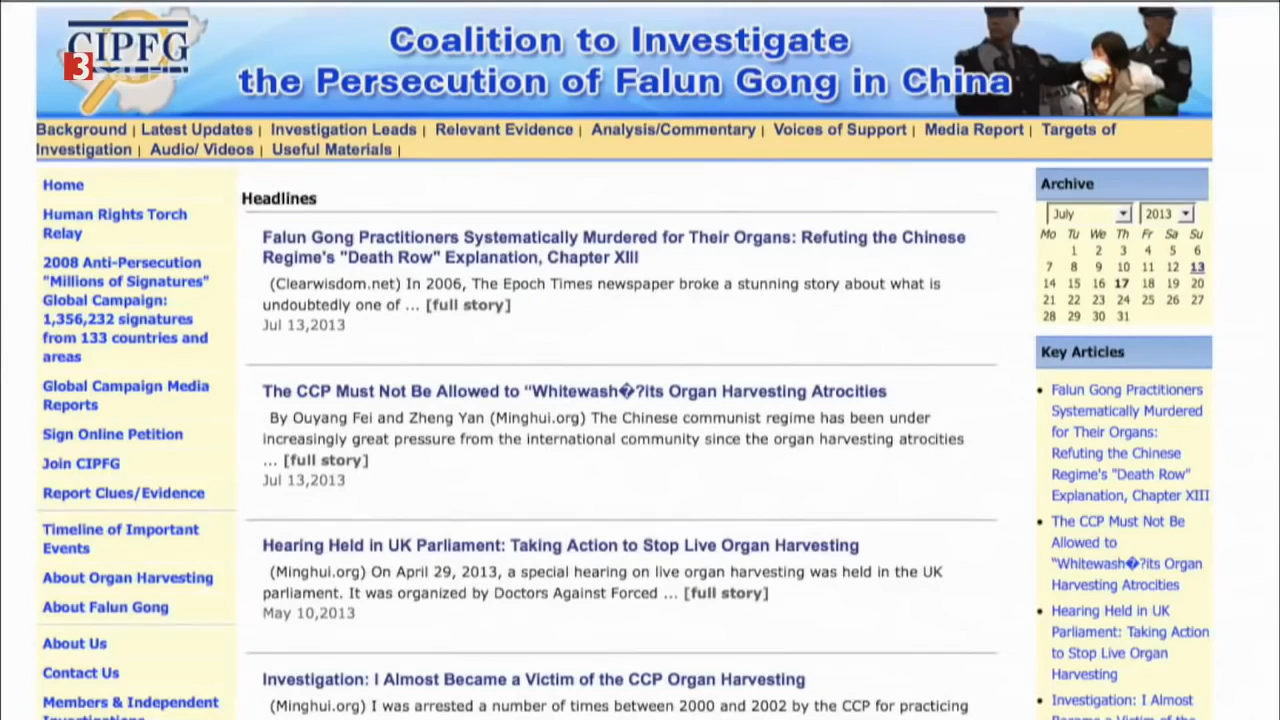 CIPFG
3
Coalition to Investigate
the Persecution of Falun Gong in China
Background | Latest Updates | Investigation Leads | Relevant Evidence | Analysis/Commentary | Voices of Support | Media Report | Targets of
Investigation | Audio/ Videos | Useful Materials |
Home
Human Rights Torch
Relay
2008 Anti-Persecution
"Millions of Signatures"
Global Campaign:
1,356,232 signatures
from 133 countries and
areas
Global Campaign Media
Reports
Sign Online Petition
Join CIPFG
Report Clues/Evidence
Timeline of Important
Events
About Organ Harvesting
About Falun Gong
About Us
Contact Us
Members & Independent
Headlines
Falun Gong Practitioners Systematically Murdered for Their Organs: Refuting the Chinese
Regime's "Death Row" Explanation, Chapter XIII
(Clearwisdom.net) In 2006, The Epoch Times newspaper broke a stunning story about what is
undoubtedly one of ... [full story]
Jul 13,2013
The CCP Must Not Be Allowed to “Whitewash�?its Organ Harvesting Atrocities
By Ouyang Fei and Zheng Yan (Minghui.org) The Chinese communist regime has been under
increasingly great pressure from the international community since the organ harvesting atrocities
... [full story]
Jul 13,2013
Hearing Held in UK Parliament: Taking Action to Stop Live Organ Harvesting
(Minghui.org) On April 29, 2013, a special hearing on live organ harvesting was held in the UK
parliament. It was organized by Doctors Against Forced ... [full story]
May 10,2013
Investigation: I Almost Became a Victim of the CCP Organ Harvesting
(Minghui.org) I was arrested a number of times between 2000 and 2002 by the CCP for practicing
Archive
July 2013
Mo Tu We Th Fr Sa Su
1 2 3 4 5 6
7 8 9 10 11 12 13
14 15 16 17 18 19 20
21 22 23 24 25 26 27
28 29 30 31
Key Articles
Falun Gong Practitioners
Systematically Murdered
for Their Organs:
Refuting the Chinese
Regime's "Death Row"
Explanation, Chapter XIII
The CCP Must Not Be
Allowed to
“Whitewash�?its Organ
Harvesting Atrocities
Hearing Held in UK
Parliament: Taking Action
to Stop Live Organ
Harvesting
Investigation: I Almost